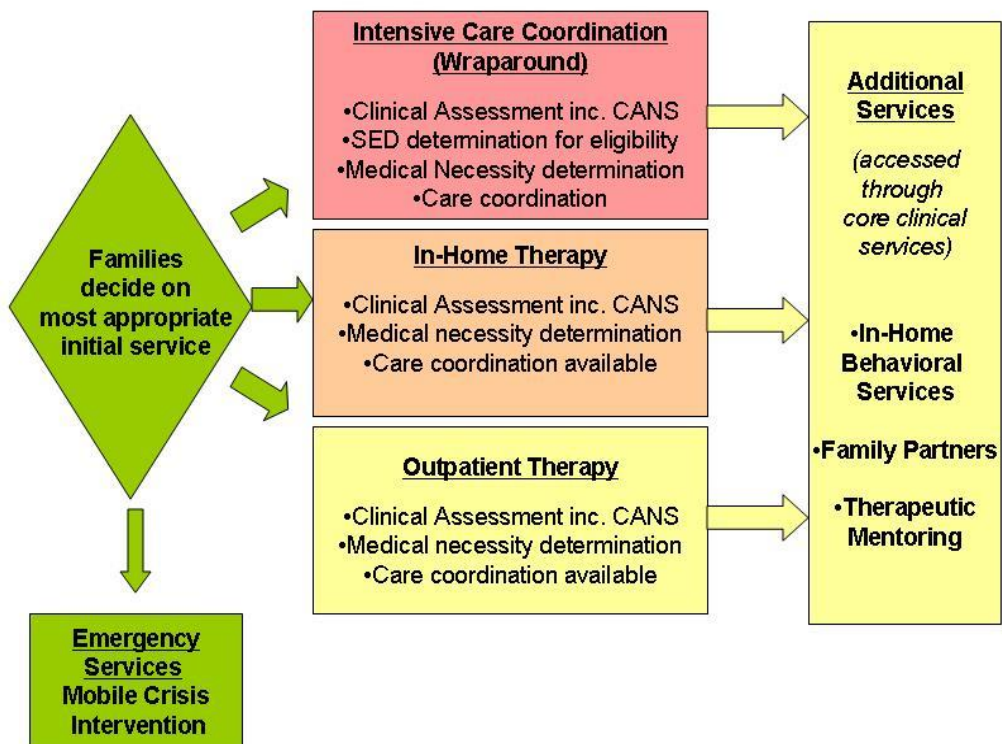 Families
decide on
most appropriate
initial service
Emergency
Services
Mobile Crisis
Intervention
Intensive Care Coordination
(Wraparound)
•Clinical Assessment inc. CANS
•SED determination for eligibility
•Medical Necessity determination
•Care coordination
In-Home Therapy
•Clinical Assessment inc. CANS
•Medical necessity determination
•Care coordination available
Outpatient Therapy
•Clinical Assessment inc. CANS
•Medical necessity determination
•Care coordination available
Additional
Services
(accessed
through
core clinical
services)
•In-Home
Behavioral
Services
•Family Partners
•Therapeutic
Mentoring